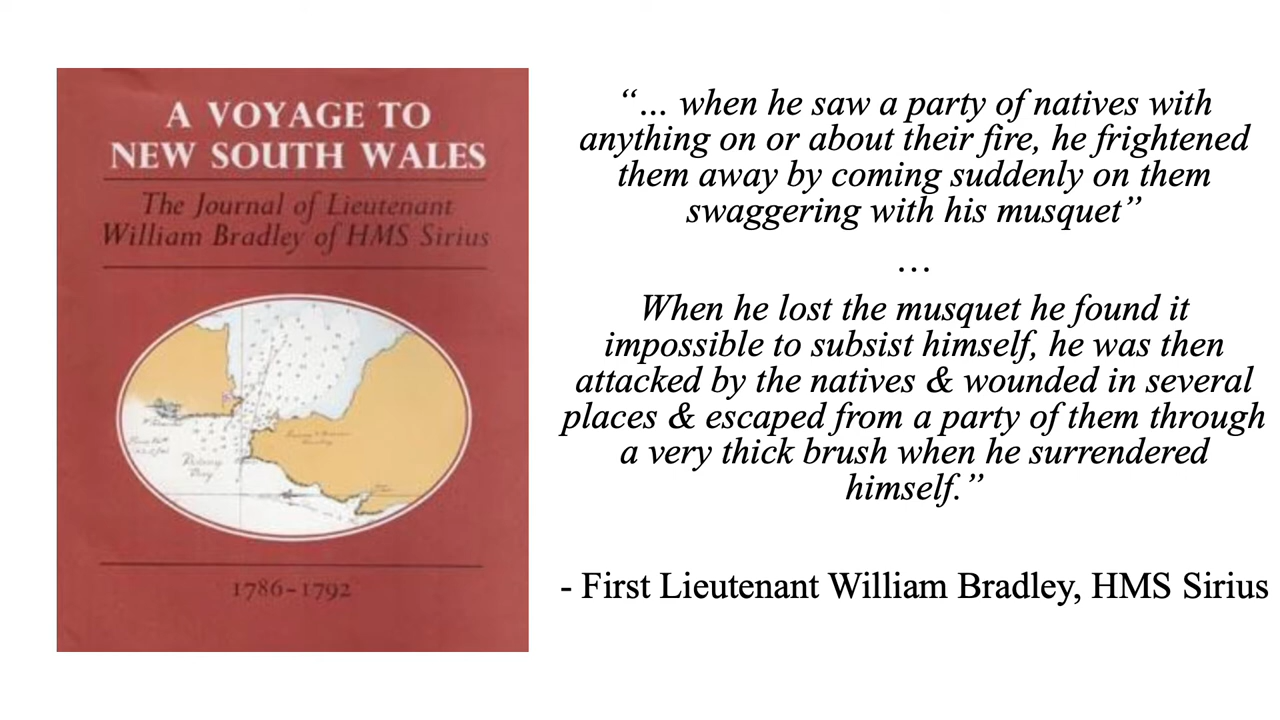 A VOYAGE TO
NEW SOUTH WALES
The Journal of Lieutenant
William Bradley of HMS Sirius
1786–1792
“... when he saw a party of natives with
anything on or about their fire, he frightened
them away by coming suddenly on them
swaggering with his musquet”
...
When he lost the musquet he found it
impossible to subsist himself, he was then
attacked by the natives & wounded in several
places & escaped from a party of them through
a very thick brush when he surrendered
himself.”
- First Lieutenant William Bradley, HMS Sirius